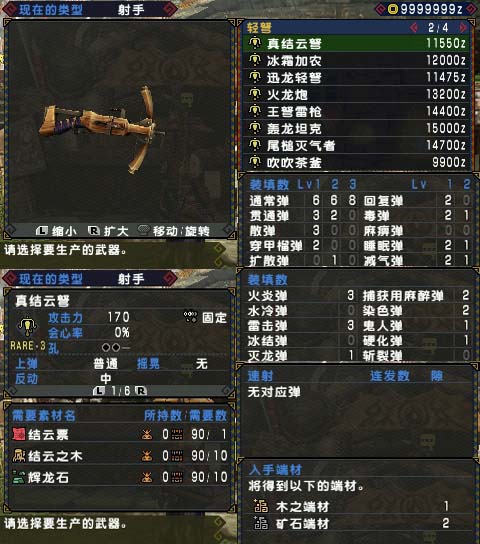 现在的类型 射手
缩小 扩大 移动/旋转
请选择要生产的武器。
9999999z
轻弩 2/4
真结云弩 11550z
冰霜加农 12000z
迅龙轻弩 11475z
火龙炮 13200z
王弩雷枪 14400z
轰龙坦克 15000z
尾槌灭气者 14700z
吹吹茶釜 9900z
装填数 Lv1 2 3 Lv 1 2
通常弹 6 6 8 回复弹 2 0
贯通弹 3 2 0 毒弹 2 1
散弹 3 0 0 麻痹弹 0 0
穿甲榴弹 2 0 0 睡眠弹 2 1
扩散弹 0 1 0 减气弹 2 1
现在的类型 射手
真结云弩
攻击力 170 固定
会心率 0%
RARE-3 孔
上弹 普通 摇晃 无
反动 中
L 1/6 R
需要素材名 所持数 需要数
结云票 0 90/ 1
结云之木 0 90/10
辉龙石 0 90/10
请选择要生产的武器。
装填数
火炎弹 3 捕获用麻醉弹 2
水冷弹 0 染色弹 2
雷击弹 3 鬼人弹 1
冰结弹 0 硬化弹 1
灭龙弹 1 斩裂弹 0
速射 连发数 隙
无对应弹
入手端材
将得到以下的端材。
木之端材 1
矿石端材 2